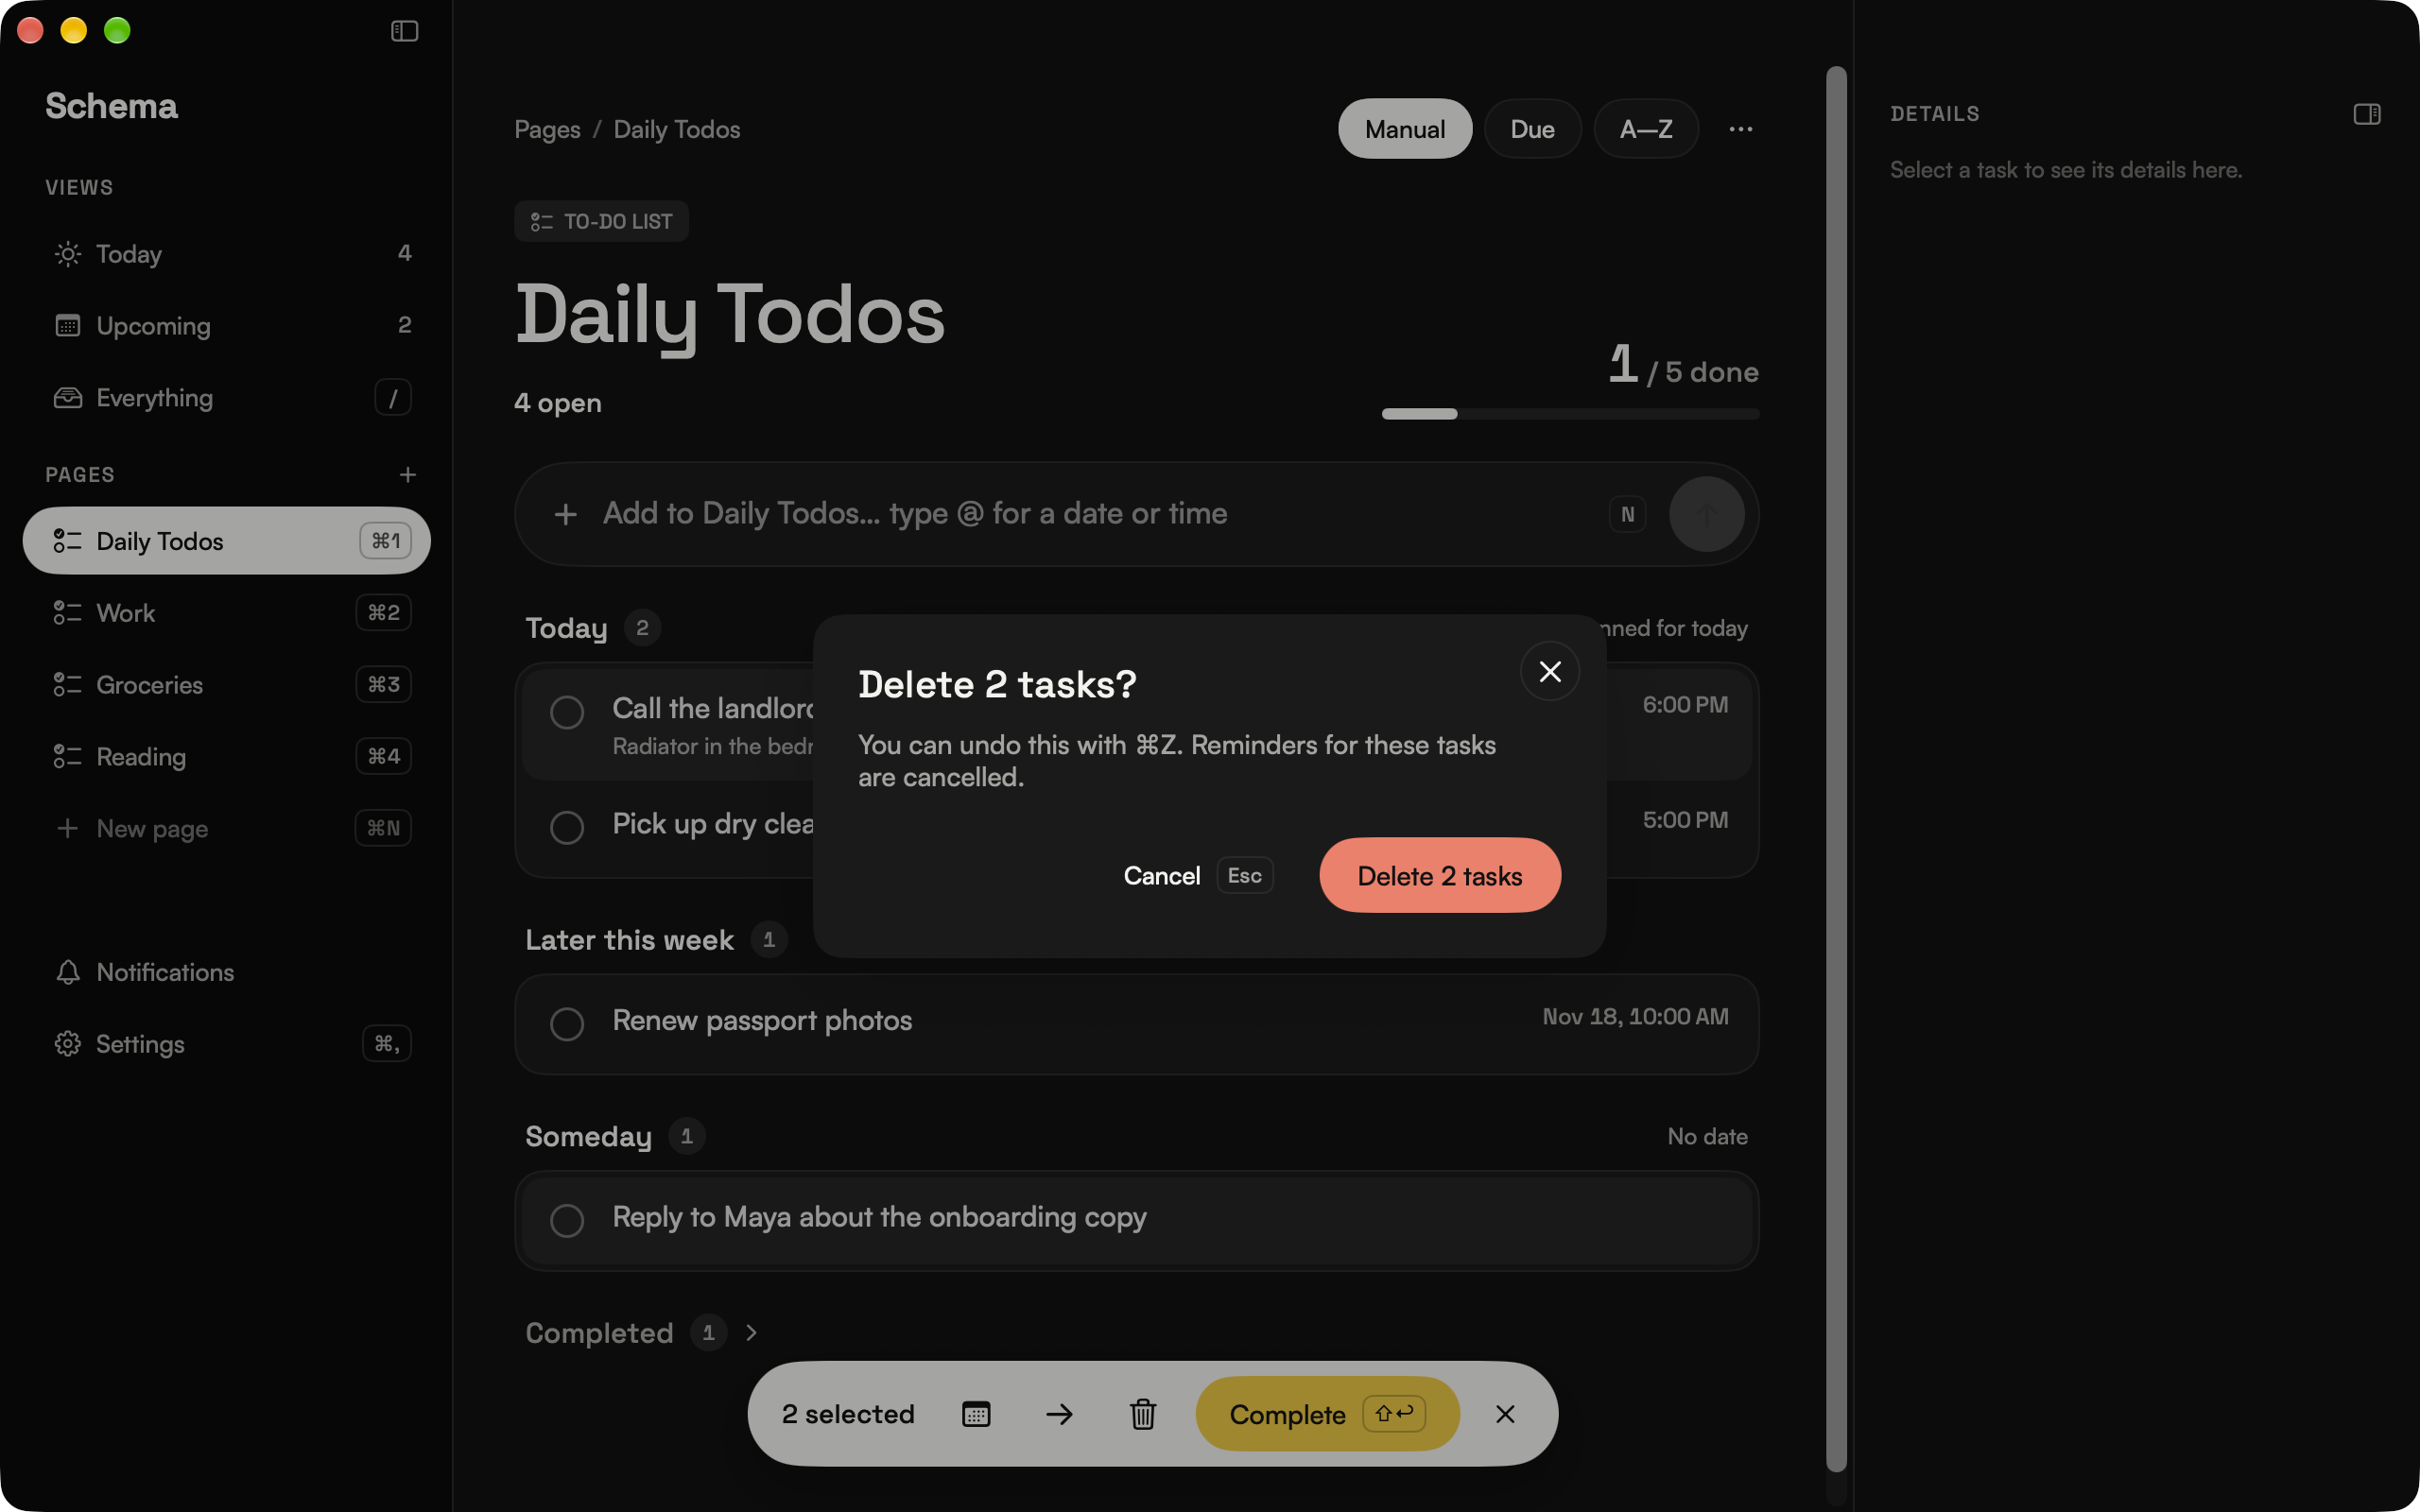 Schema
VIEWS
Today 4
Upcoming 2
Everything /
PAGES
Daily Todos ⌘1
Work ⌘2
Groceries ⌘3
Reading ⌘4
New page ⌘N
Notifications
Settings ⌘,
Pages / Daily Todos
Manual Due A—Z
TO-DO LIST
Daily Todos
4 open
1 / 5 done
Add to Daily Todos... type @ for a date or time N
Today 2 for today
Call the 6:00 PM
Radiator in the
Pick up dry 5:00 PM
Delete 2 tasks?
You can undo this with ⌘Z. Reminders for these tasks
are cancelled.
Cancel Esc Delete 2 tasks
Later this week 1
Renew passport photos Nov 18, 10:00 AM
Someday 1 No date
Reply to Maya about the onboarding copy
Completed 1
2 selected Complete ⇧↩
DETAILS
Select a task to see its details here.